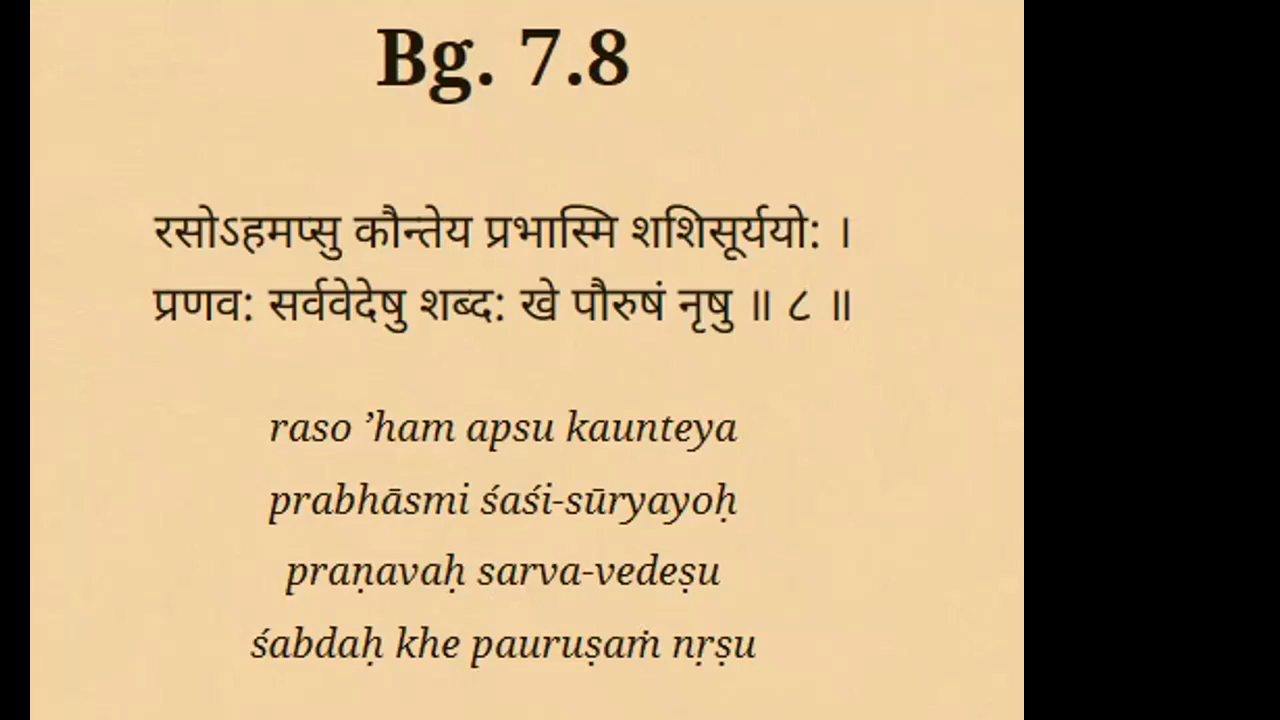 Bg. 7.8
रसोऽहमप्सु कौन्तेय प्रभास्मि शशिसूर्ययो: ।
प्रणव: सर्ववेदेषु शब्द: खे पौरुषं नृषु ॥ ८ ॥
raso ’ham apsu kaunteya
prabhāsmi śaśi-sūryayoḥ
praṇavaḥ sarva-vedeṣu
śabdaḥ khe pauruṣaṁ nṛṣu